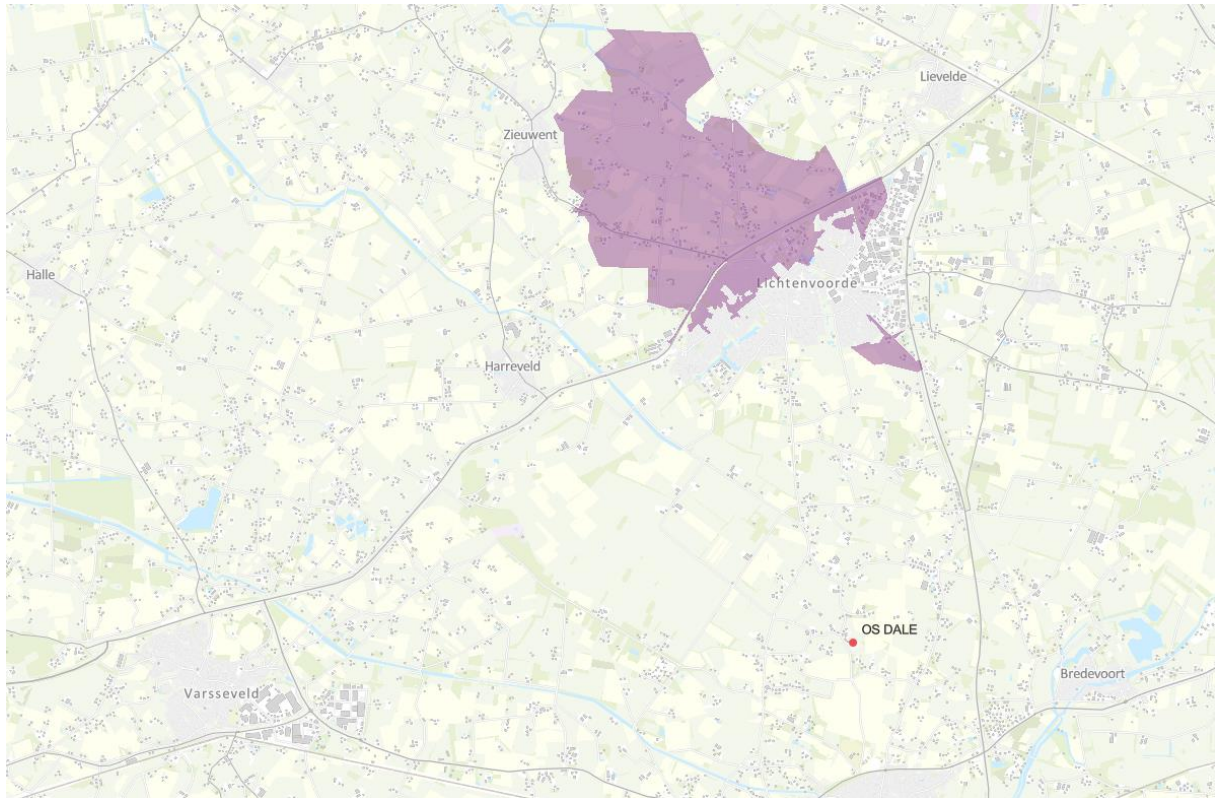 Lievelde
Zieuwent
Halle
Lichtenvoorde
Harreveld
OS DALE
Bredevoort
Varsseveld